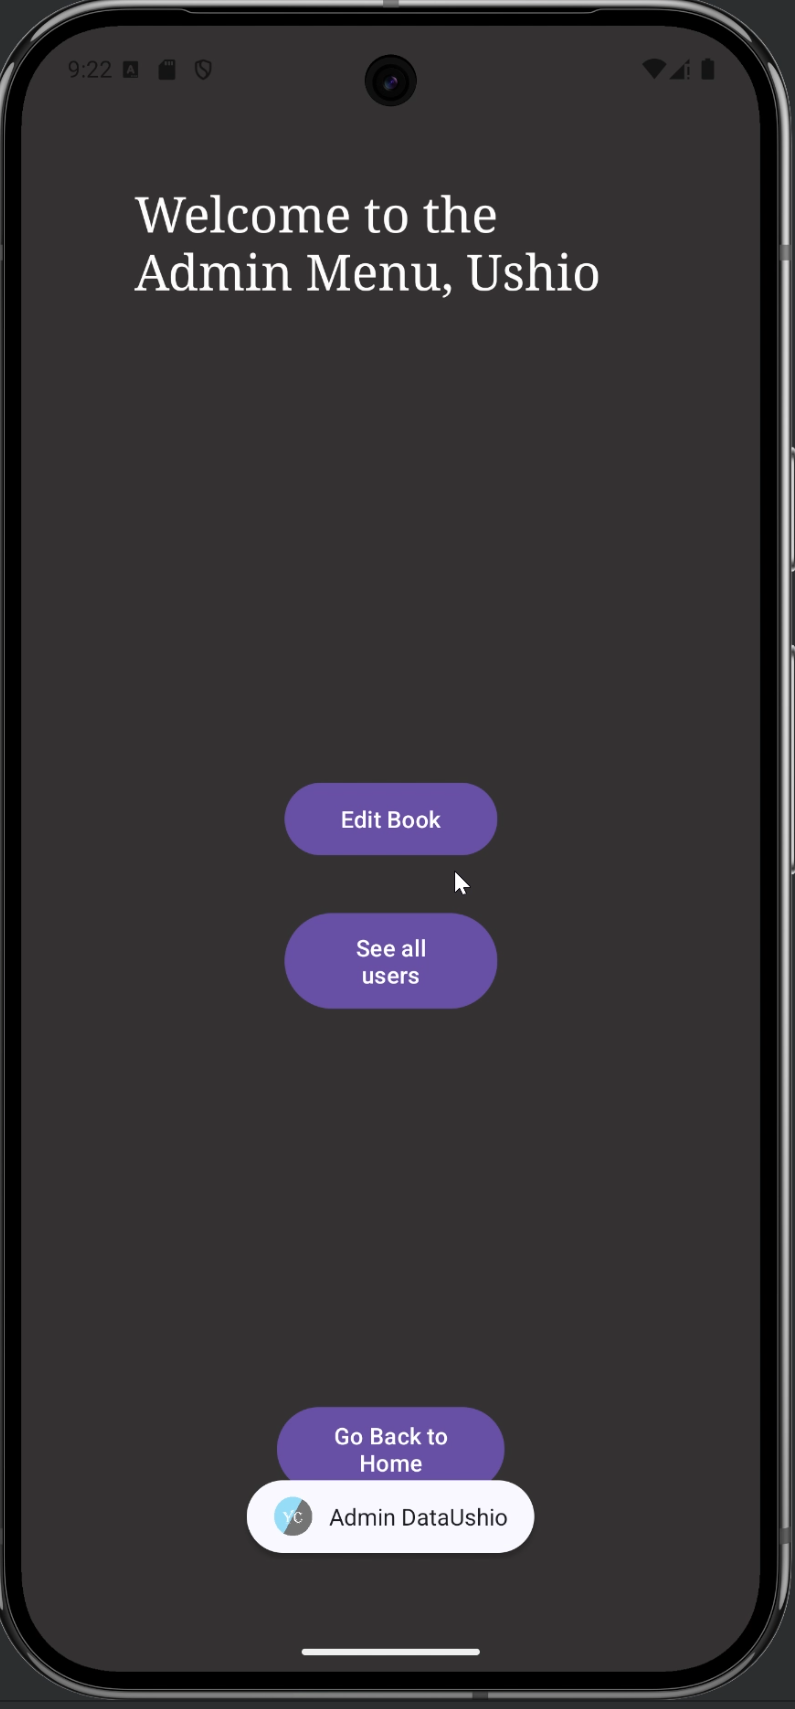 9:22
Welcome to the
Admin Menu, Ushio
Edit Book
See all
users
Go Back to
Home
YC
Admin DataUshio